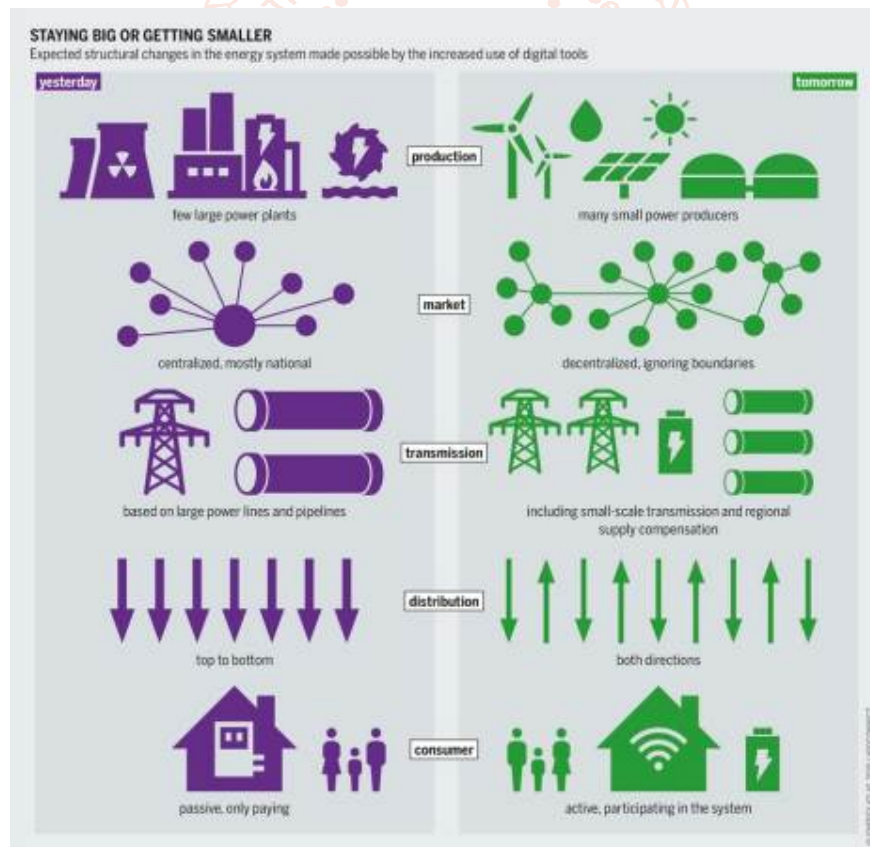 STAYING BIG OR GETTING SMALLER
Expected structural changes in the energy system made possible by the increased use of digital tools
yesterday
tomorrow
production
few large power plants
many small power producers
market
centralized, mostly national
decentralized, ignoring boundaries
transmission
based on large power lines and pipelines
including small-scale transmission and regional
supply compensation
distribution
top to bottom
both directions
consumer
passive, only paying
active, participating in the system